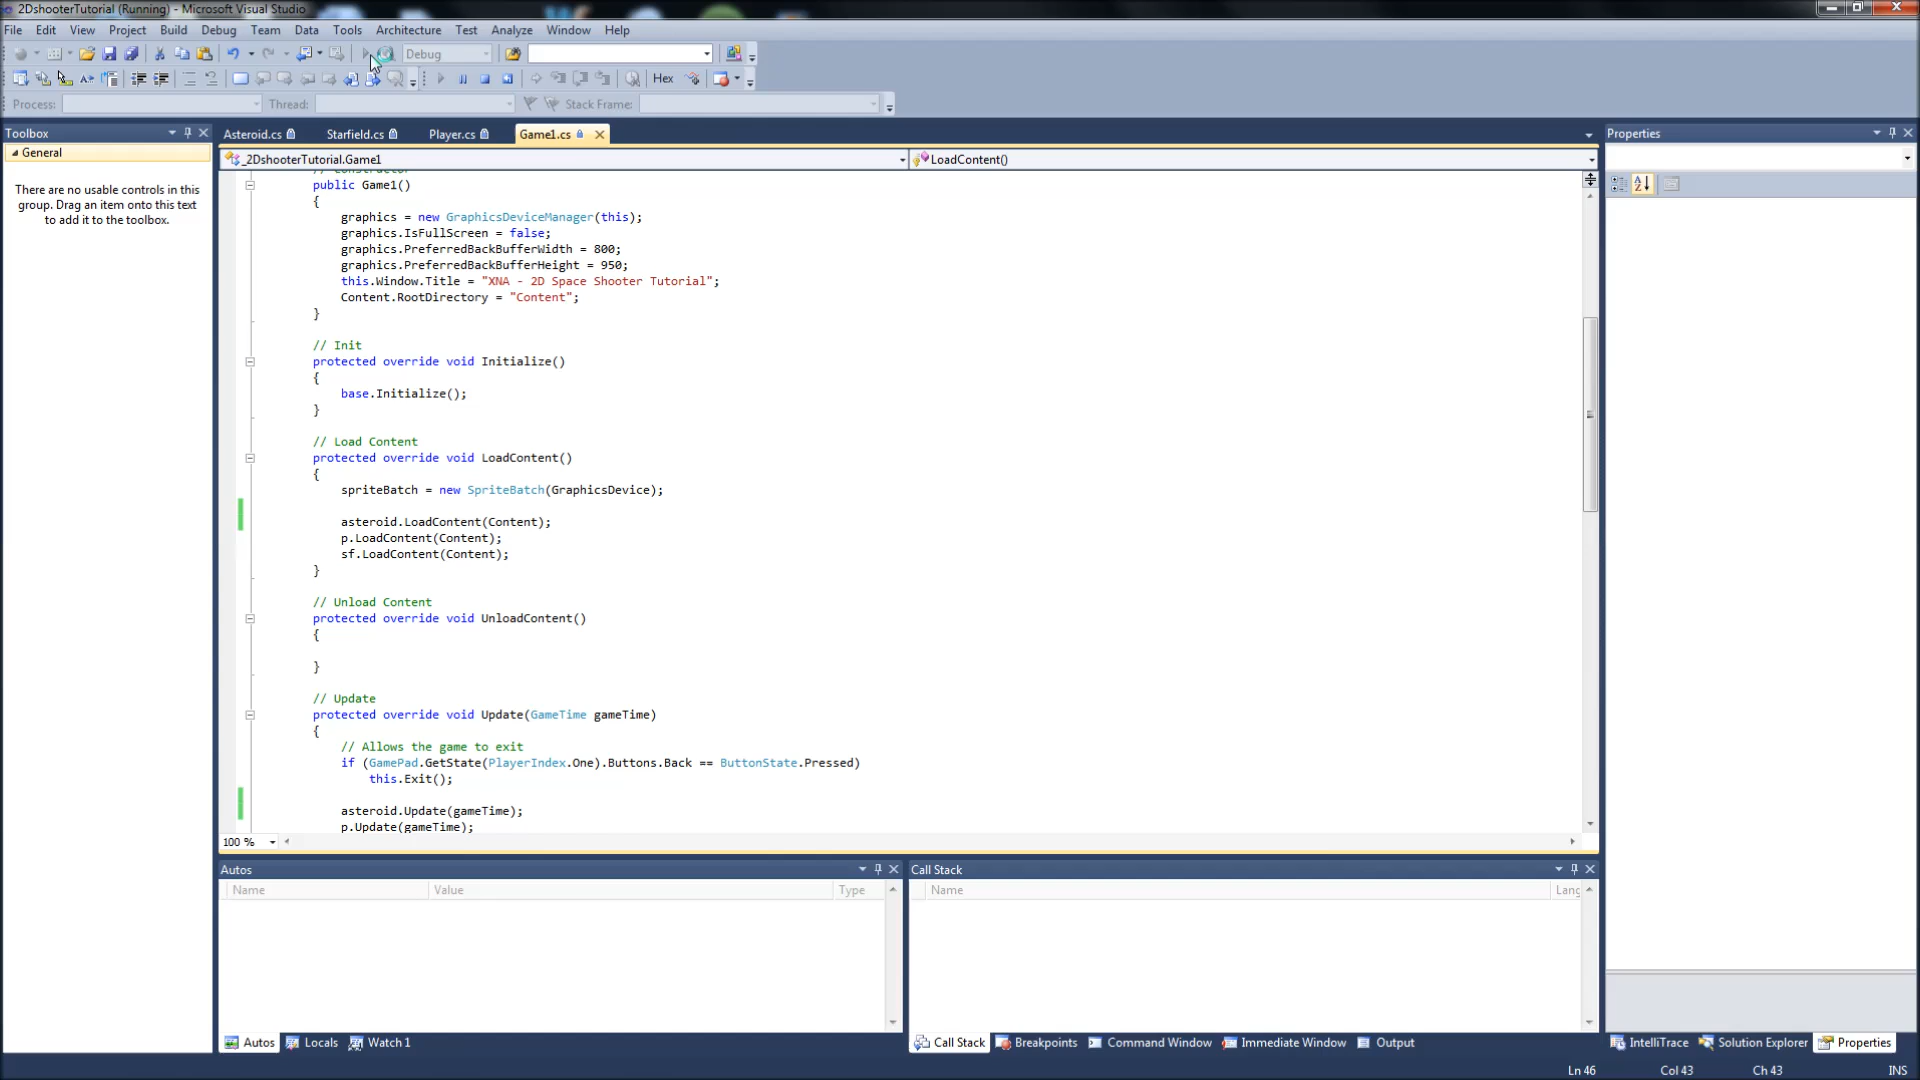 2DshooterTutorial (Running) - Microsoft Visual Studio
File Edit View Project Build Debug Team Data Tools Architecture Test Analyze Window Help
Debug
Hex
Process: Thread: Stack Frame:
Toolbox
General
There are no usable controls in this
group. Drag an item onto this text
to add it to the toolbox.
Asteroid.cs Starfield.cs Player.cs Game1.cs
_2DshooterTutorial.Game1 LoadContent()
// Constructor
public Game1()
{
graphics = new GraphicsDeviceManager(this);
graphics.IsFullScreen = false;
graphics.PreferredBackBufferWidth = 800;
graphics.PreferredBackBufferHeight = 950;
this.Window.Title = "XNA - 2D Space Shooter Tutorial";
Content.RootDirectory = "Content";
}
// Init
protected override void Initialize()
{
base.Initialize();
}
// Load Content
protected override void LoadContent()
{
spriteBatch = new SpriteBatch(GraphicsDevice);
asteroid.LoadContent(Content);
p.LoadContent(Content);
sf.LoadContent(Content);
}
// Unload Content
protected override void UnloadContent()
{
}
// Update
protected override void Update(GameTime gameTime)
{
// Allows the game to exit
if (GamePad.GetState(PlayerIndex.One).Buttons.Back == ButtonState.Pressed)
this.Exit();
asteroid.Update(gameTime);
p.Update(gameTime);
100 %
Properties
Autos
Name Value Type
Call Stack
Name Lang
Autos Locals Watch 1
Call Stack Breakpoints Command Window Immediate Window Output
IntelliTrace Solution Explorer Properties
Ln 46 Col 43 Ch 43 INS